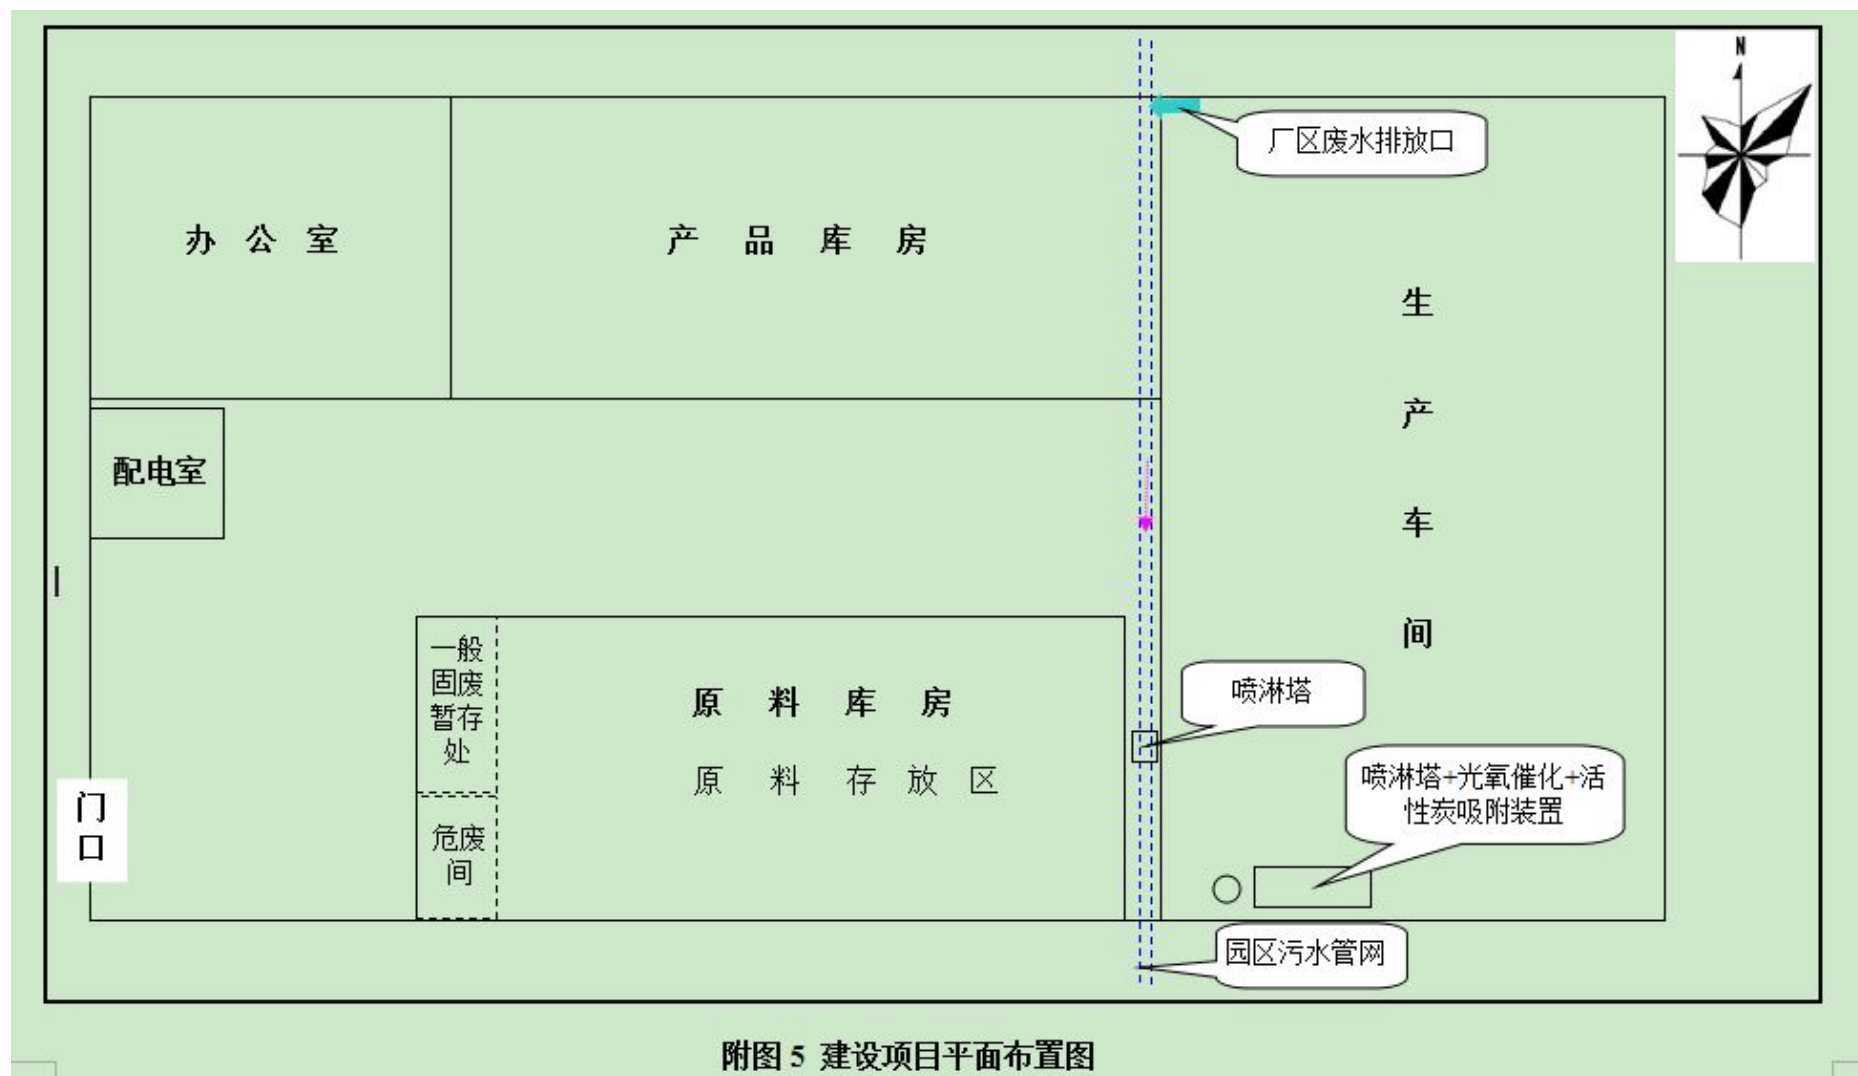 N
厂区废水排放口
办公室
产品库房
生产车间
配电室
一般
固废
暂存
处
原料库房
原料存放区
喷淋塔
喷淋塔+光氧催化+活
性炭吸附装置
门
口
危废
间
园区污水管网
附图 5 建设项目平面布置图